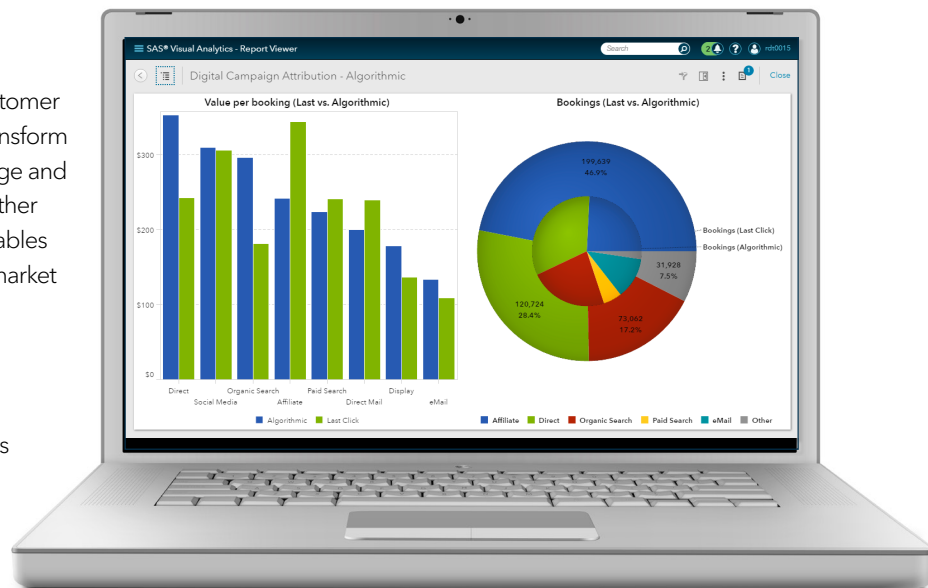 tomer
nsform
ge and
ther
ables
narket
s
SAS® Visual Analytics - Report Viewer
Search
2
?
rdt0015
Digital Campaign Attribution - Algorithmic
1
Close
Value per booking (Last vs. Algorithmic)
$300
$200
$100
$0
Direct
Organic Search
Paid Search
Display
Social Media
Affiliate
Direct Mail
eMail
Algorithmic
Last Click
Bookings (Last vs. Algorithmic)
199,639
46.9%
Bookings (Last Click)
Bookings (Algorithmic)
31,928
7.5%
120,724
28.4%
73,062
17.2%
Affiliate
Direct
Organic Search
Paid Search
eMail
Other